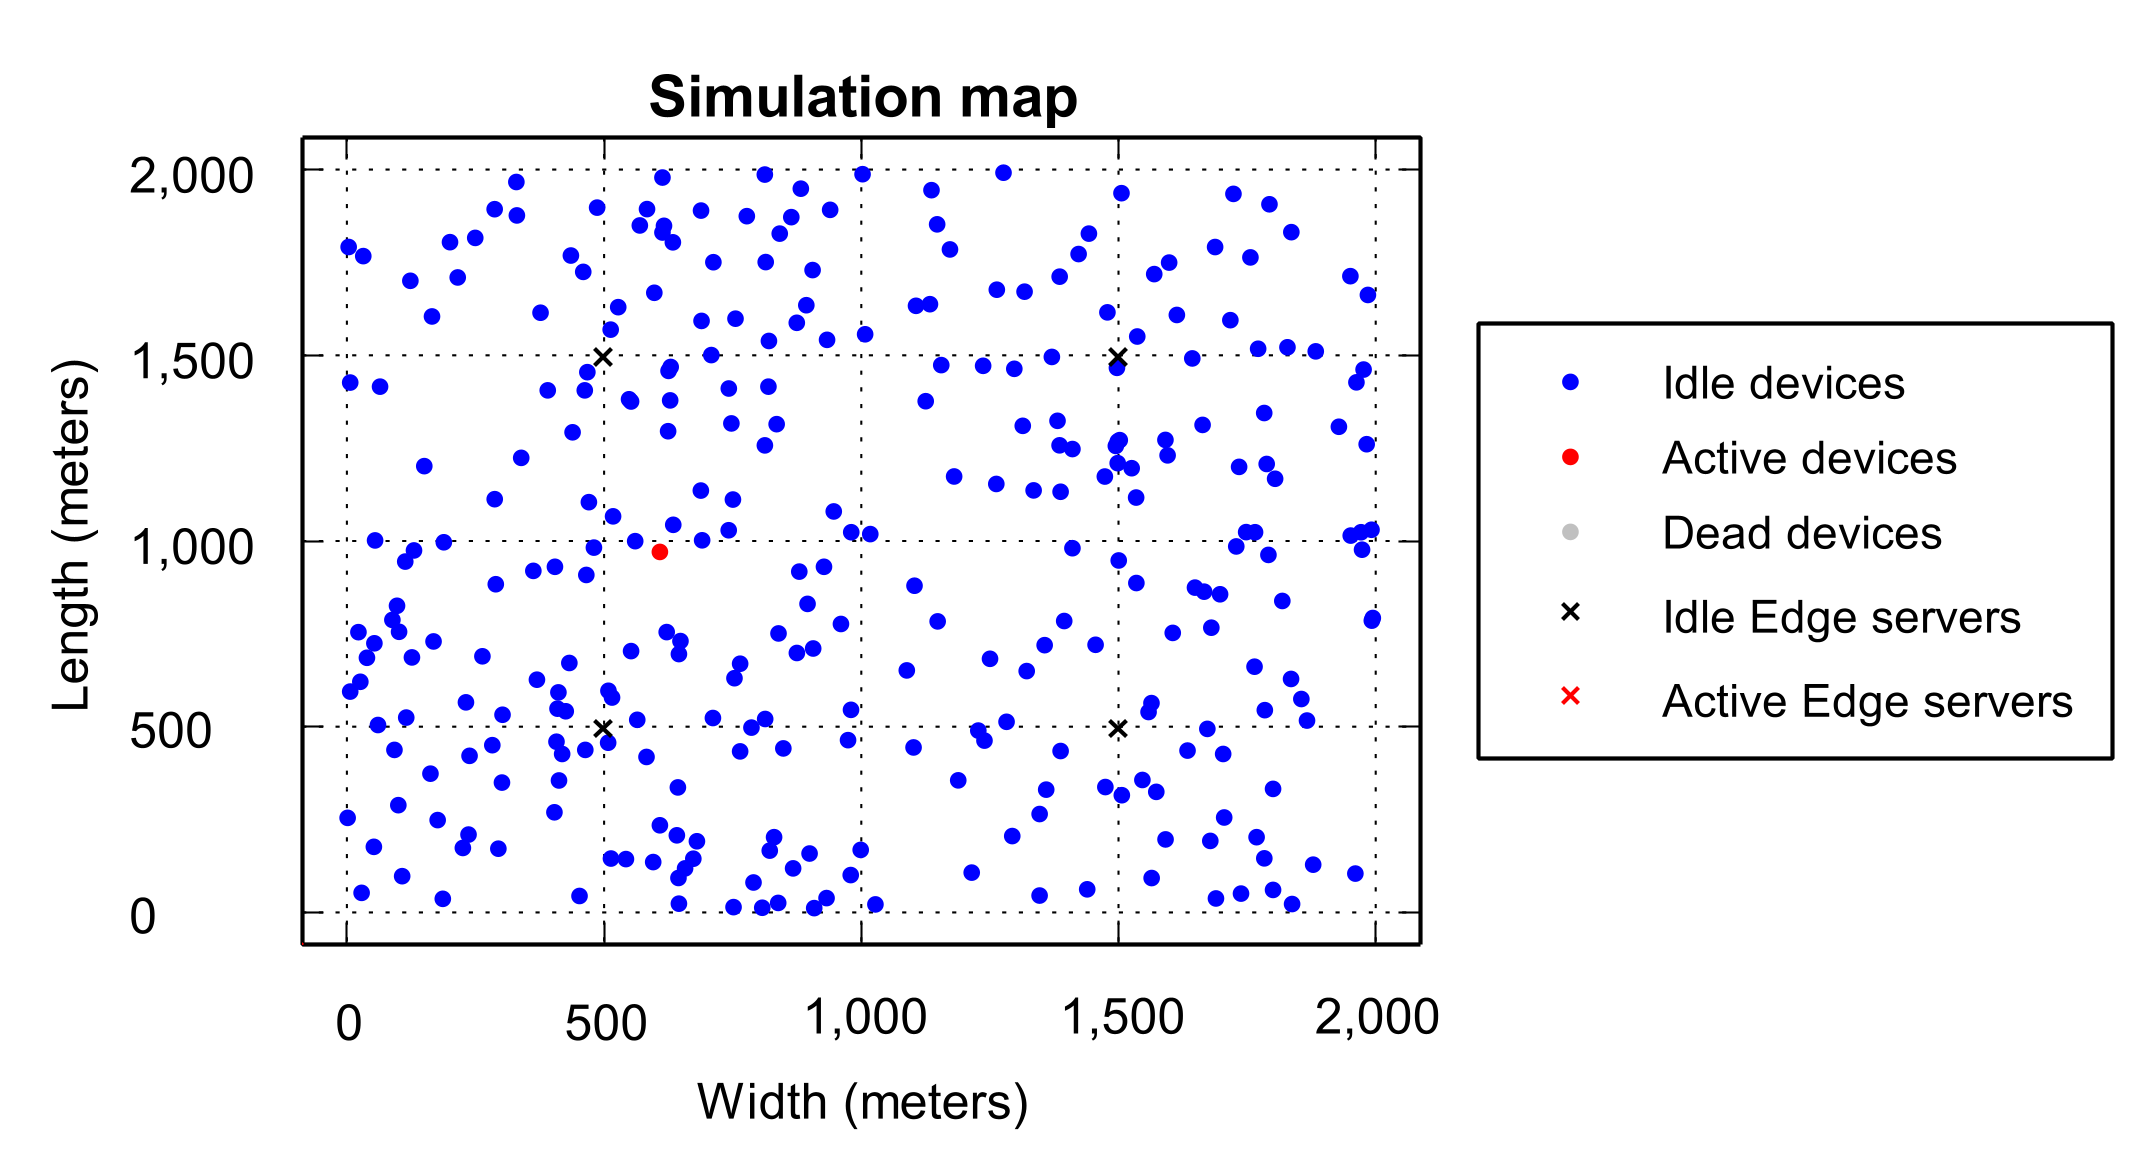 Simulation map
2,000
1,500
1,000
500
0
Length (meters)
0
500
1,000
1,500
2,000
Width (meters)
Idle devices
Active devices
Dead devices
Idle Edge servers
Active Edge servers